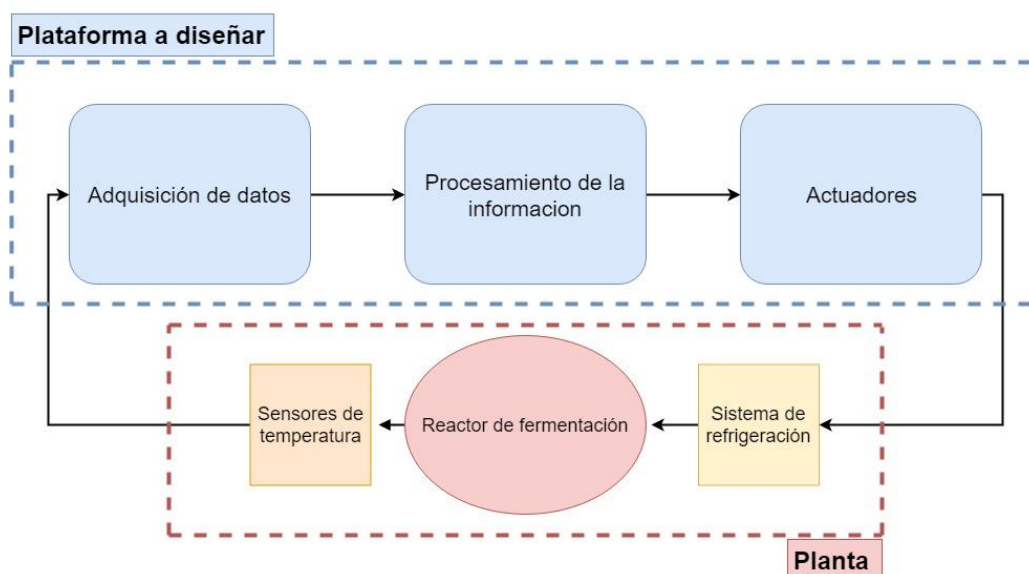 Plataforma a diseñar
Adquisición de datos
Procesamiento de la
informacion
Actuadores
Sensores de
temperatura
Reactor de fermentación
Sistema de
refrigeración
Planta